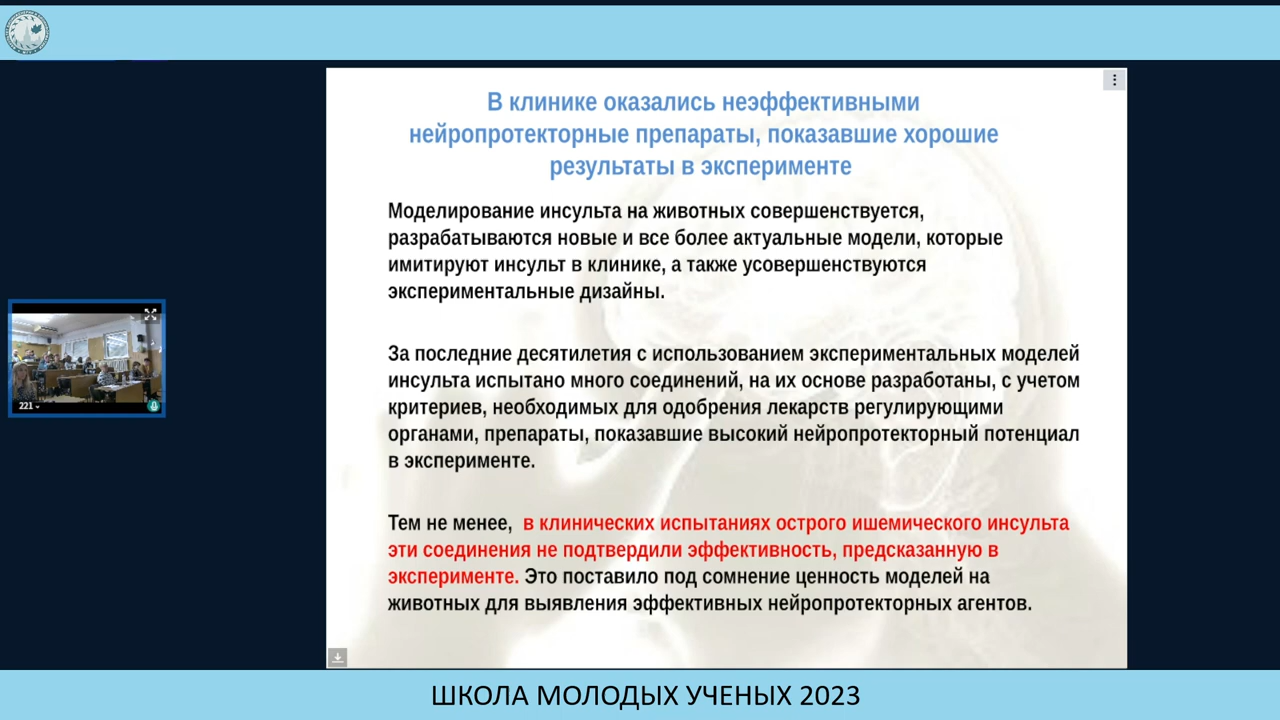 В клинике оказались неэффективными
нейропротекторные препараты, показавшие хорошие
результаты в эксперименте
Моделирование инсульта на животных совершенствуется,
разрабатываются новые и все более актуальные модели, которые
имитируют инсульт в клинике, а также усовершенствуются
экспериментальные дизайны.
За последние десятилетия с использованием экспериментальных моделей
инсульта испытано много соединений, на их основе разработаны, с учетом
критериев, необходимых для одобрения лекарств регулирующими
органами, препараты, показавшие высокий нейропротекторный потенциал
в эксперименте.
Тем не менее, в клинических испытаниях острого ишемического инсульта
эти соединения не подтвердили эффективность, предсказанную в
эксперименте. Это поставило под сомнение ценность моделей на
животных для выявления эффективных нейропротекторных агентов.
221
ШКОЛА МОЛОДЫХ УЧЕНЫХ 2023